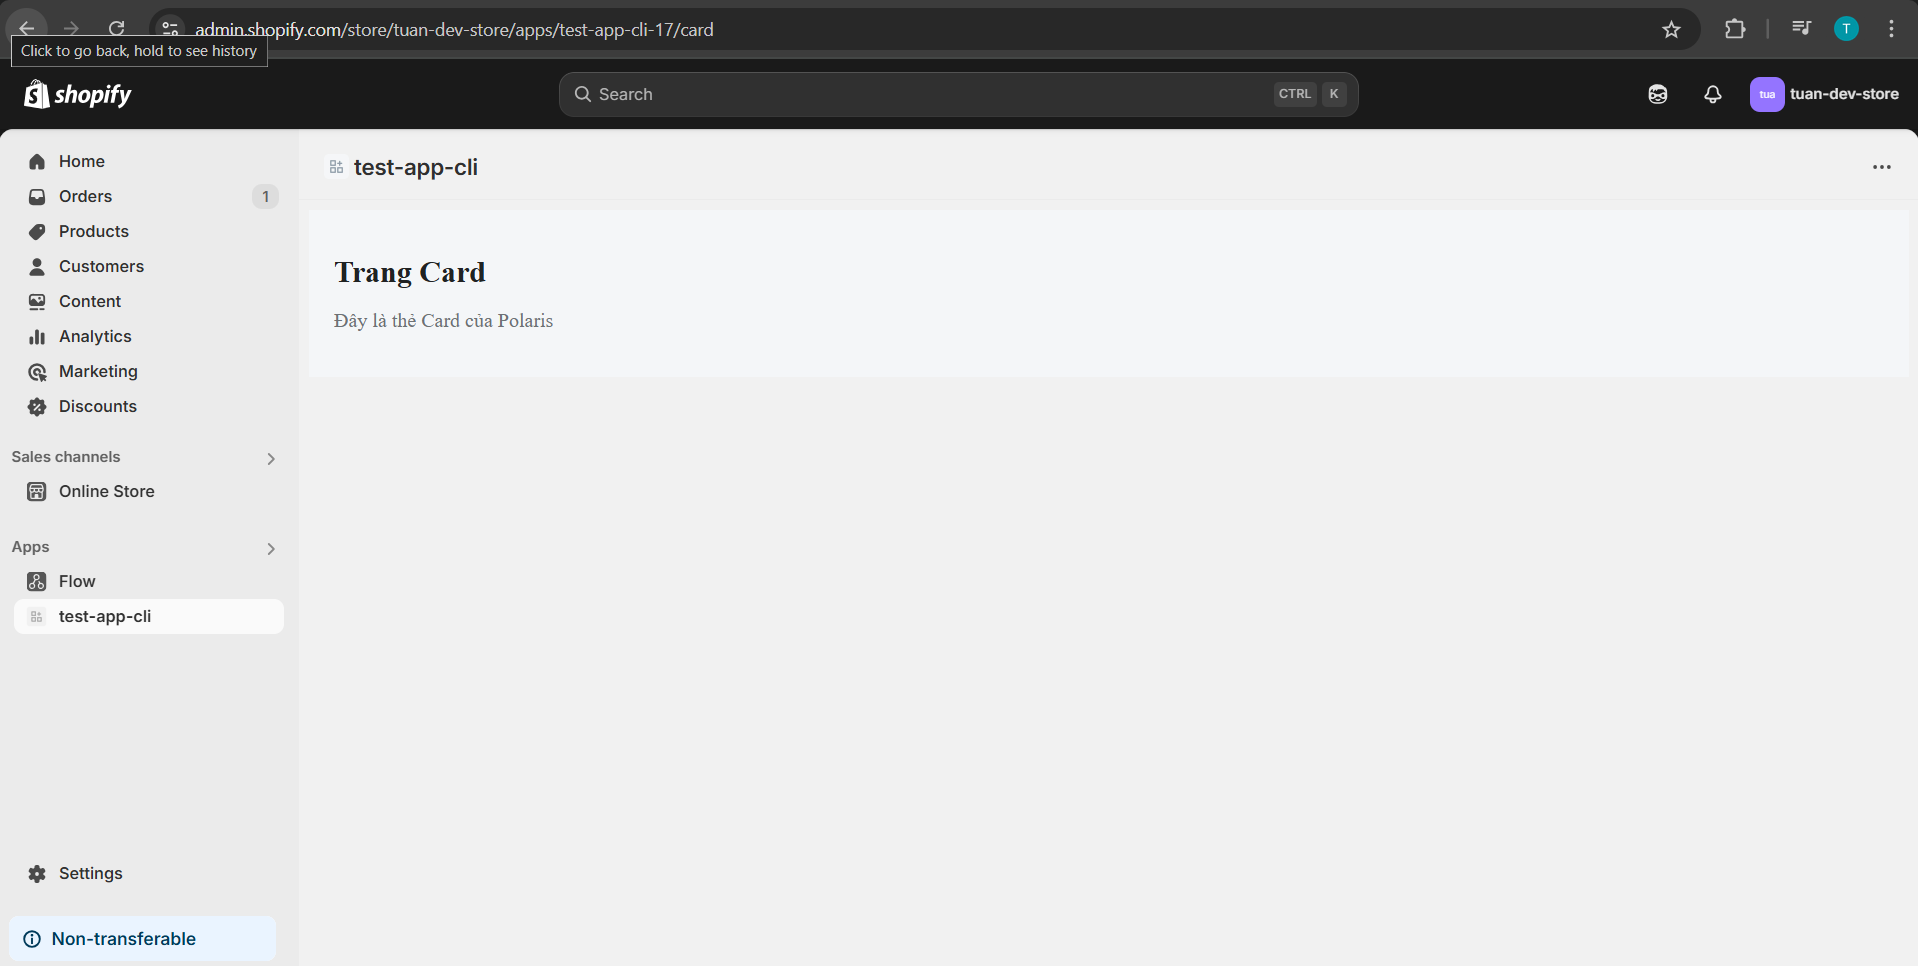 admin.shopify.com/store/tuan-dev-store/apps/test-app-cli-17/card
T
Click to go back, hold to see history
shopify
Search
CTRL K
tua tuan-dev-store
Home
Orders 1
Products
Customers
Content
Analytics
Marketing
Discounts
Sales channels
Online Store
Apps
Flow
test-app-cli
Settings
Non-transferable
test-app-cli
Trang Card
Đây là thẻ Card của Polaris